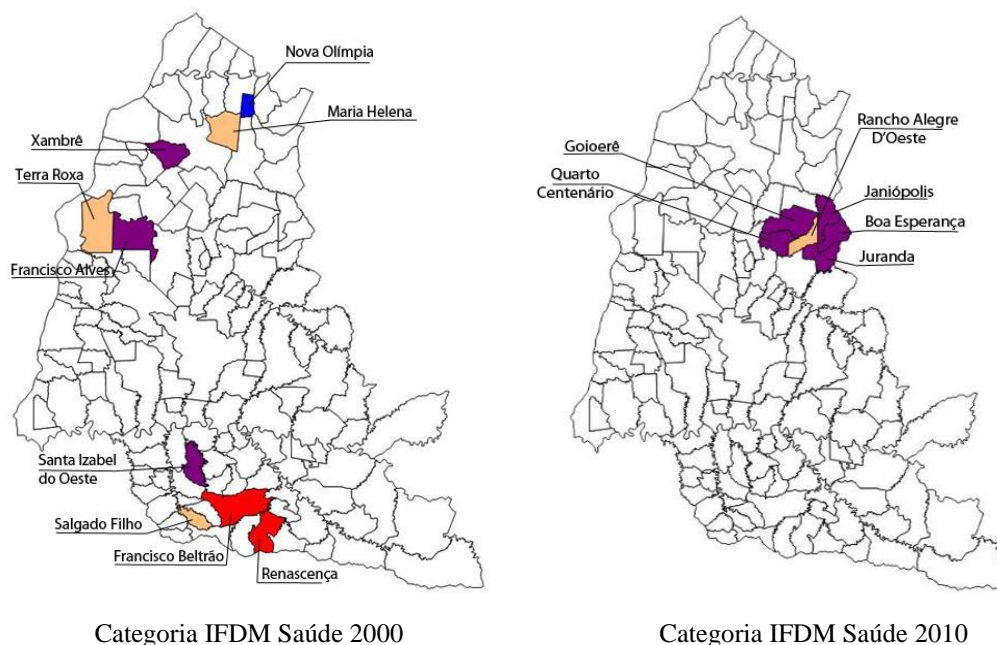 Nova Olímpia
Maria Helena
Xambrê
Terra Roxa
Francisco Alves
Santa Izabel
do Oeste
Salgado Filho
Francisco Beltrão
Renascença
Categoria IFDM Saúde 2000
Rancho Alegre
D'Oeste
Goioerê
Quarto
Centenário
Janiópolis
Boa Esperança
Juranda
Categoria IFDM Saúde 2010